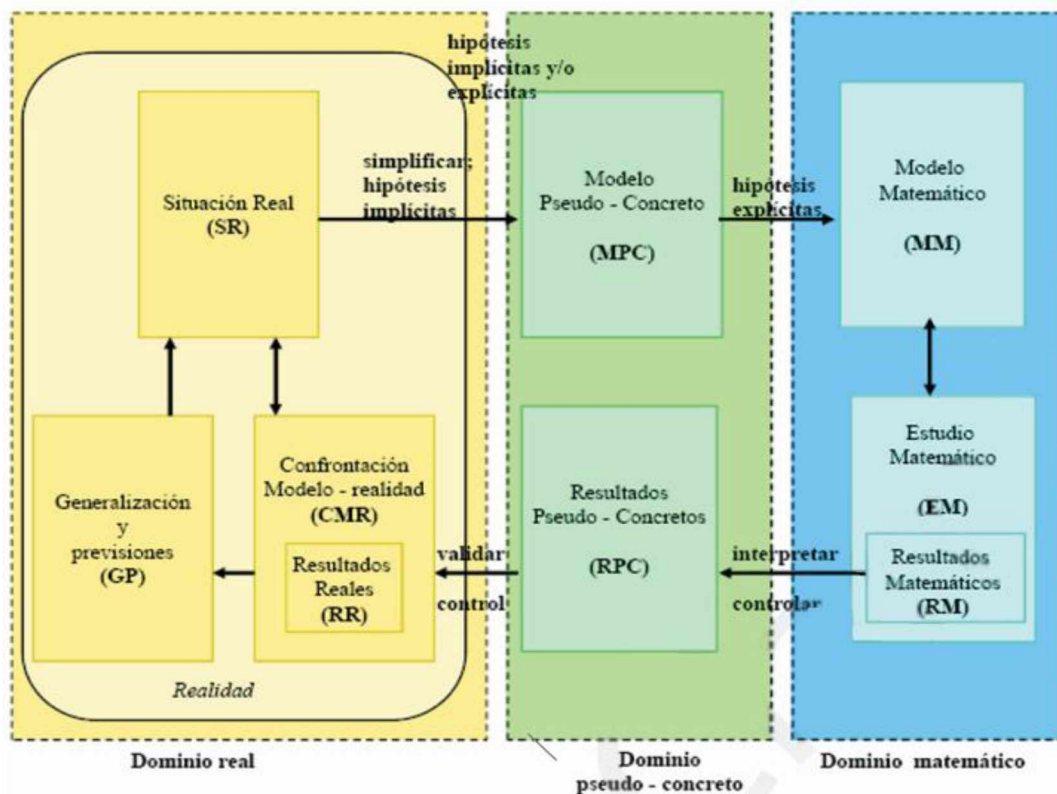 hipótesis
implícitas y/o
explícitas
Situación Real
(SR)
simplificar;
hipótesis
implícitas
Modelo
Pseudo - Concreto
(MPC)
hipótesis
explícitas
Modelo
Matemático
(MM)
Generalización
y
previsiones
(GP)
Confrontación
Modelo - realidad
(CMR)
Resultados
Reales
(RR)
validar
control
Resultados
Pseudo - Concretos
(RPC)
interpretar
controlar
Estudio
Matemático
(EM)
Resultados
Matemáticos
(RM)
Realidad
Dominio real
Dominio
pseudo - concreto
Dominio matemático